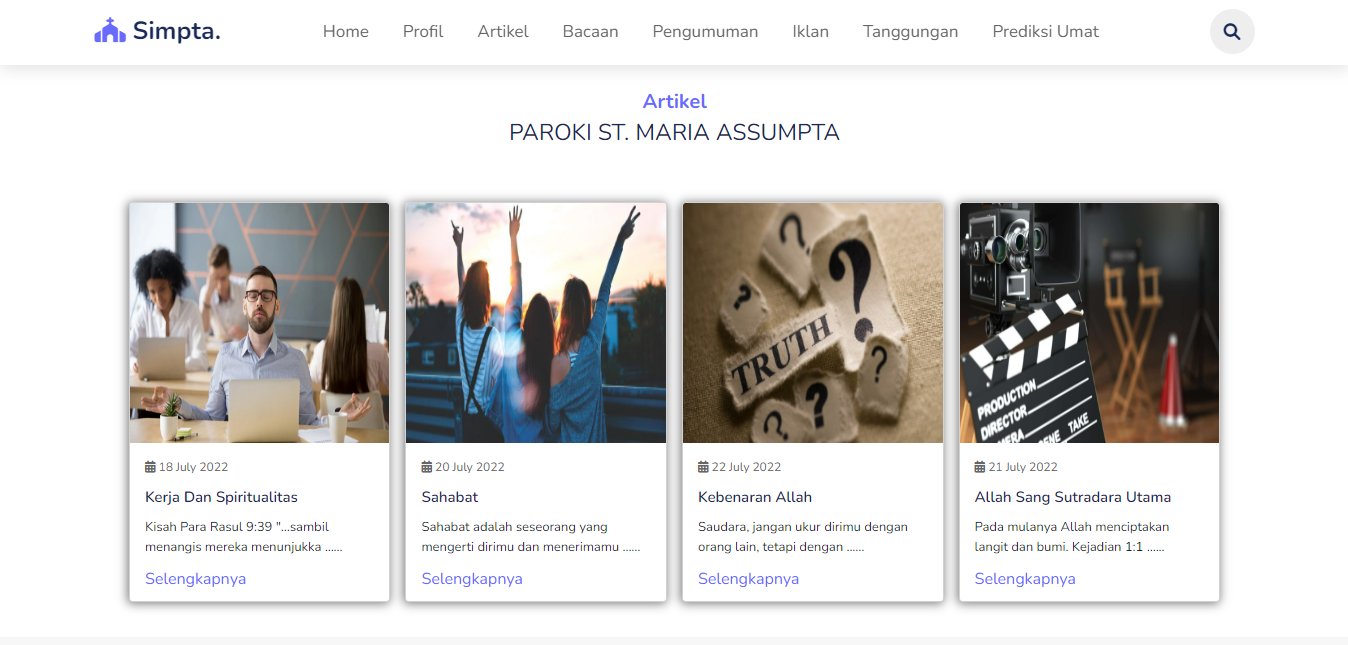 Simpta.
Home Profil Artikel Bacaan Pengumuman Iklan Tanggungan Prediksi Umat
Artikel
PAROKI ST. MARIA ASSUMPTA
TRUTH
? ? ? ? ? ?
PRODUCTION
DIRECTOR
MERA
ENE TAKE
18 July 2022
Kerja Dan Spiritualitas
Kisah Para Rasul 9:39 "...sambil
menangis mereka menunjukka ......
Selengkapnya
20 July 2022
Sahabat
Sahabat adalah seseorang yang
mengerti dirimu dan menerimamu ......
Selengkapnya
22 July 2022
Kebenaran Allah
Saudara, jangan ukur dirimu dengan
orang lain, tetapi dengan ......
Selengkapnya
21 July 2022
Allah Sang Sutradara Utama
Pada mulanya Allah menciptakan
langit dan bumi. Kejadian 1:1 ......
Selengkapnya